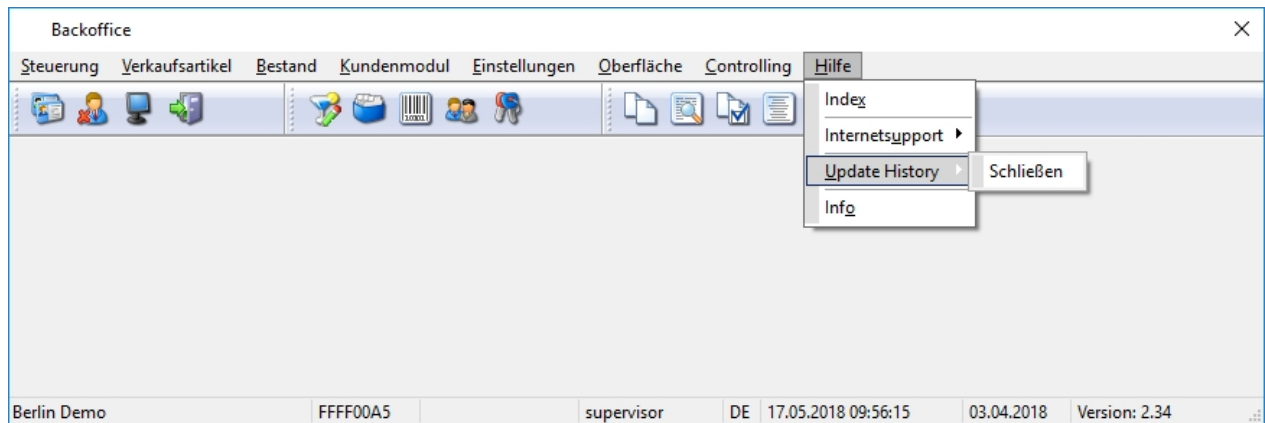 Backoffice
Steuerung Verkaufsartikel Bestand Kundenmodul Einstellungen Oberfläche Controlling Hilfe
Index
Internetsupport
Update History Schließen
Info
Berlin Demo FFFF00A5 supervisor DE 17.05.2018 09:56:15 03.04.2018 Version: 2.34